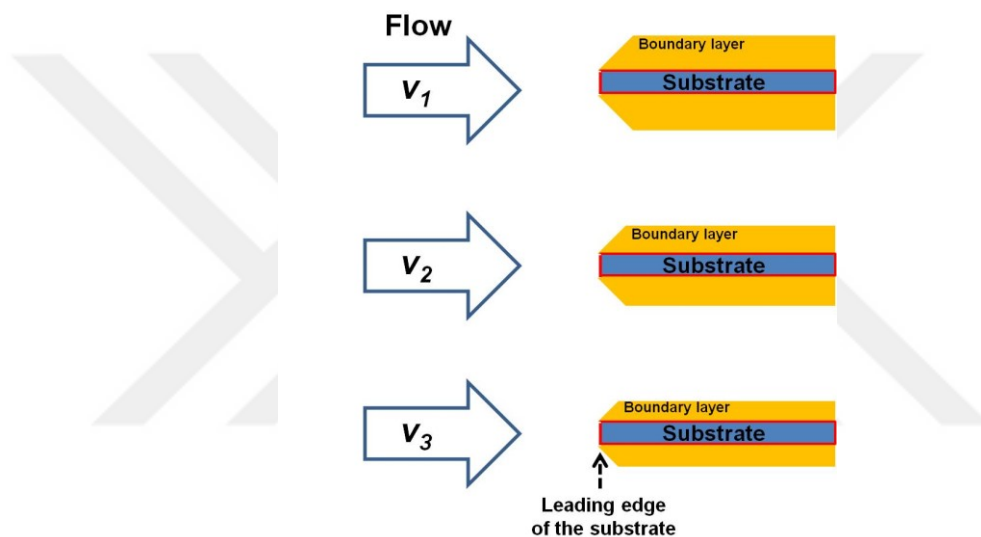 Flow
v1
Boundary layer
Substrate
v2
Boundary layer
Substrate
v3
Boundary layer
Substrate
Leading edge
of the substrate